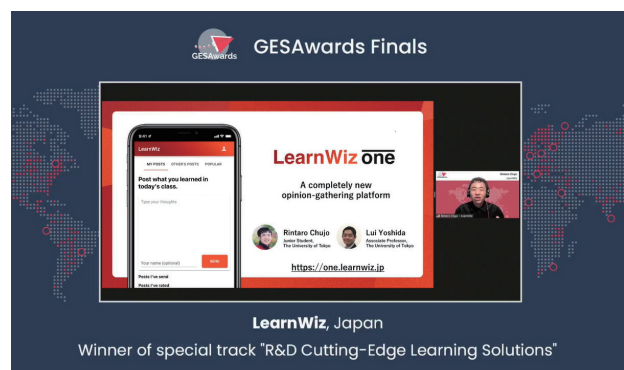 GESAwards
GESAwards Finals
9:41
LearnWiz
MY POSTS OTHER'S POSTS POPULAR
Post what you learned in
today's class.
Type your thoughts
Your name (optional)
SEND
Posts I've send
Posts I've rated
LearnWiz one
A completely new
opinion-gathering platform
Rintaro Chujo
Junior Student,
The University of Tokyo
Lui Yoshida
Associate Professor,
The University of Tokyo
https://one.learnwiz.jp
LearnWiz, Japan
Winner of special track "R&D Cutting-Edge Learning Solutions"